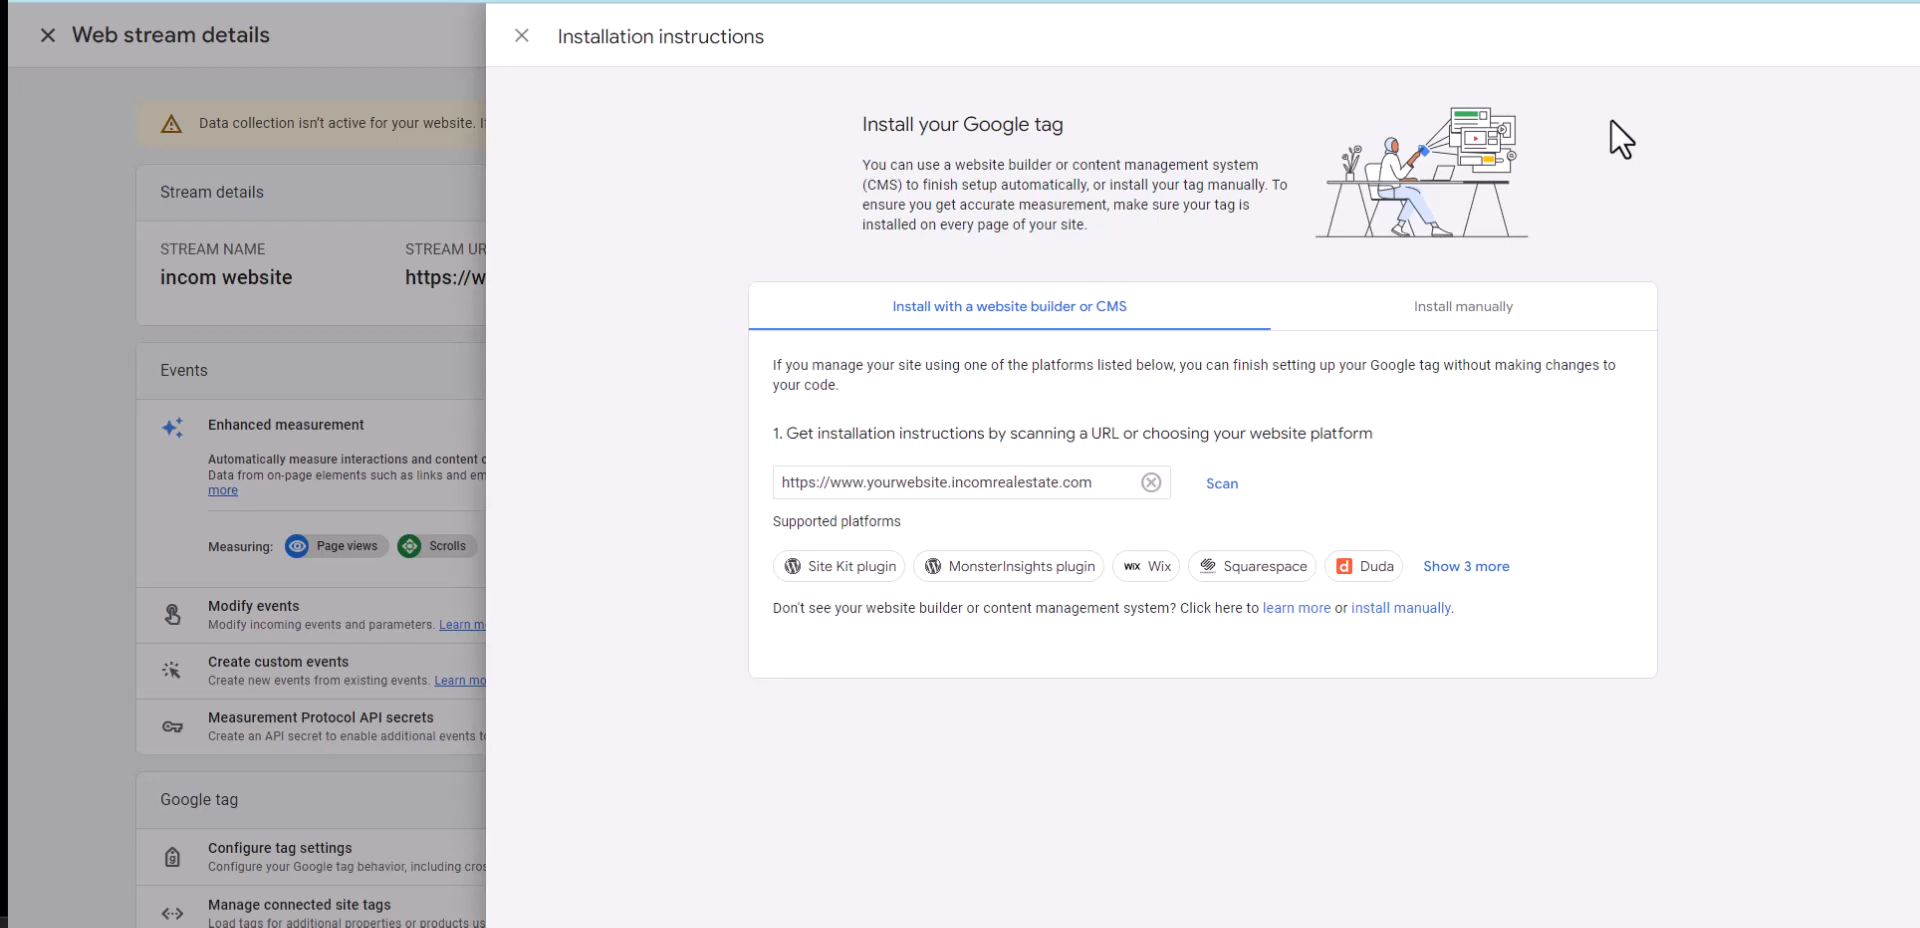 Web stream details
Data collection isn't active for your website.
Stream details
STREAM NAME
STREAM UR
incom website
https://w
Events
Enhanced measurement
Automatically measure interactions and content
Data from on-page elements such as links and em
more
Measuring:
Page views
Scrolls
Modify events
Modify incoming events and parameters. Learn m
Create custom events
Create new events from existing events. Learn mo
Measurement Protocol API secrets
Create an API secret to enable additional events
Google tag
Configure tag settings
Configure your Google tag behavior, including cros
Manage connected site tags
Load tags for additional properties or products us
Installation instructions
Install your Google tag
You can use a website builder or content management system
(CMS) to finish setup automatically, or install your tag manually. To
ensure you get accurate measurement, make sure your tag is
installed on every page of your site.
Install with a website builder or CMS
Install manually
If you manage your site using one of the platforms listed below, you can finish setting up your Google tag without making changes to
your code.
1. Get installation instructions by scanning a URL or choosing your website platform
https://www.yourwebsite.incomrealestate.com
Scan
Supported platforms
Site Kit plugin
MonsterInsights plugin
WiX Wix
Squarespace
d Duda
Show 3 more
Don't see your website builder or content management system? Click here to learn more or install manually.